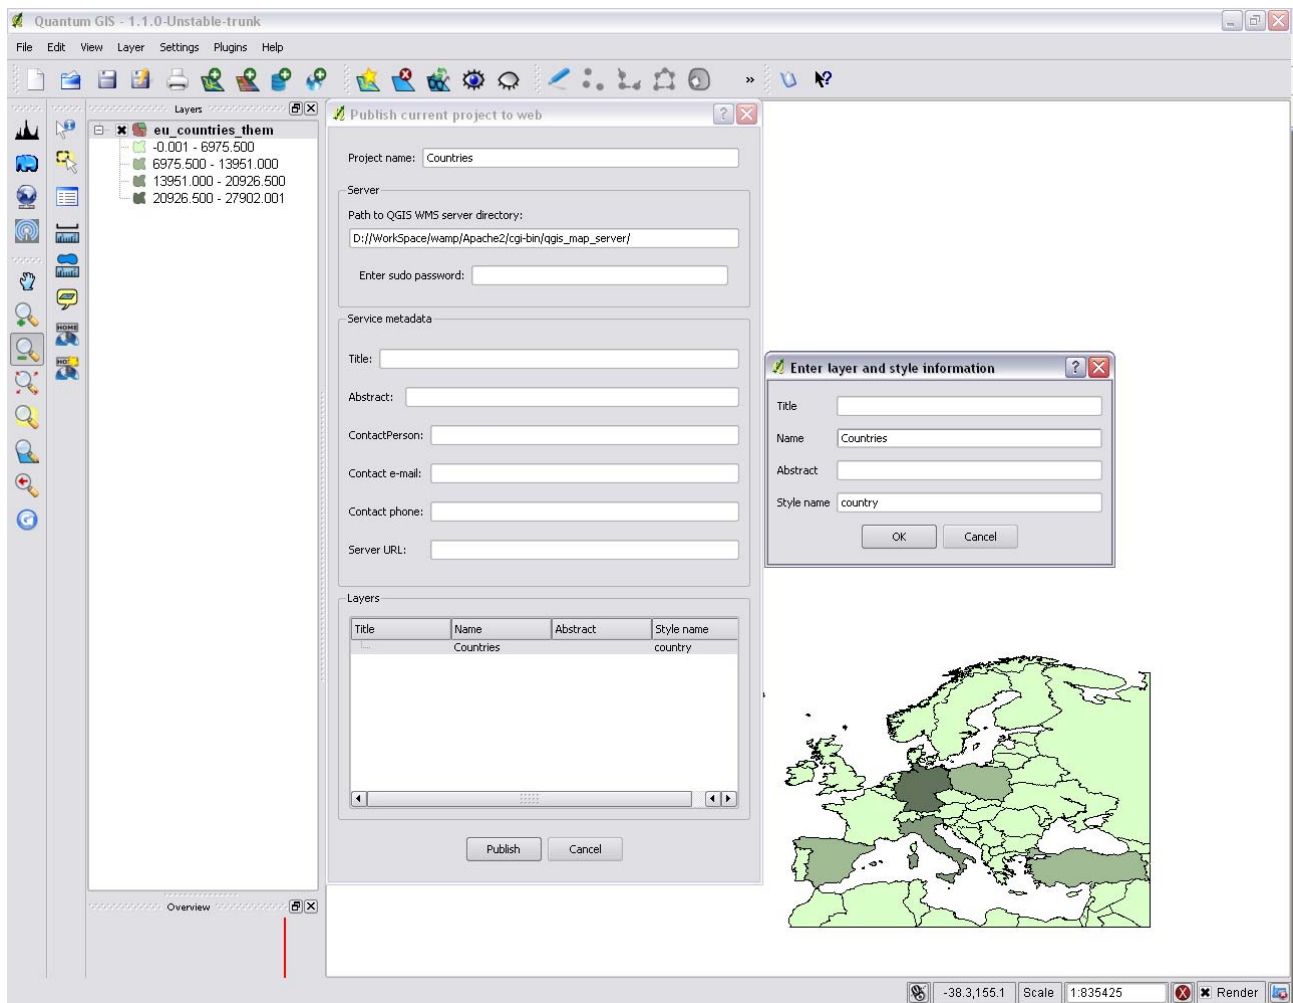 Quantum GIS - 1.1.0-Unstable-trunk
File Edit View Layer Settings Plugins Help
» ?
Layers
eu_countries_them
-0.001 - 6975.500
6975.500 - 13951.000
13951.000 - 20926.500
20926.500 - 27902.001
HOME
Overview
Publish current project to web
Project name: Countries
Server
Path to QGIS WMS server directory:
D://WorkSpace/wamp/Apache2/cgi-bin/qgis_map_server/
Enter sudo password:
Service metadata
Title:
Abstract:
ContactPerson:
Contact e-mail:
Contact phone:
Server URL:
Layers
Title Name Abstract Style name
Countries country
Publish Cancel
Enter layer and style information
Title
Name Countries
Abstract
Style name country
OK Cancel
-38.3,155.1 Scale 1:835425 Render